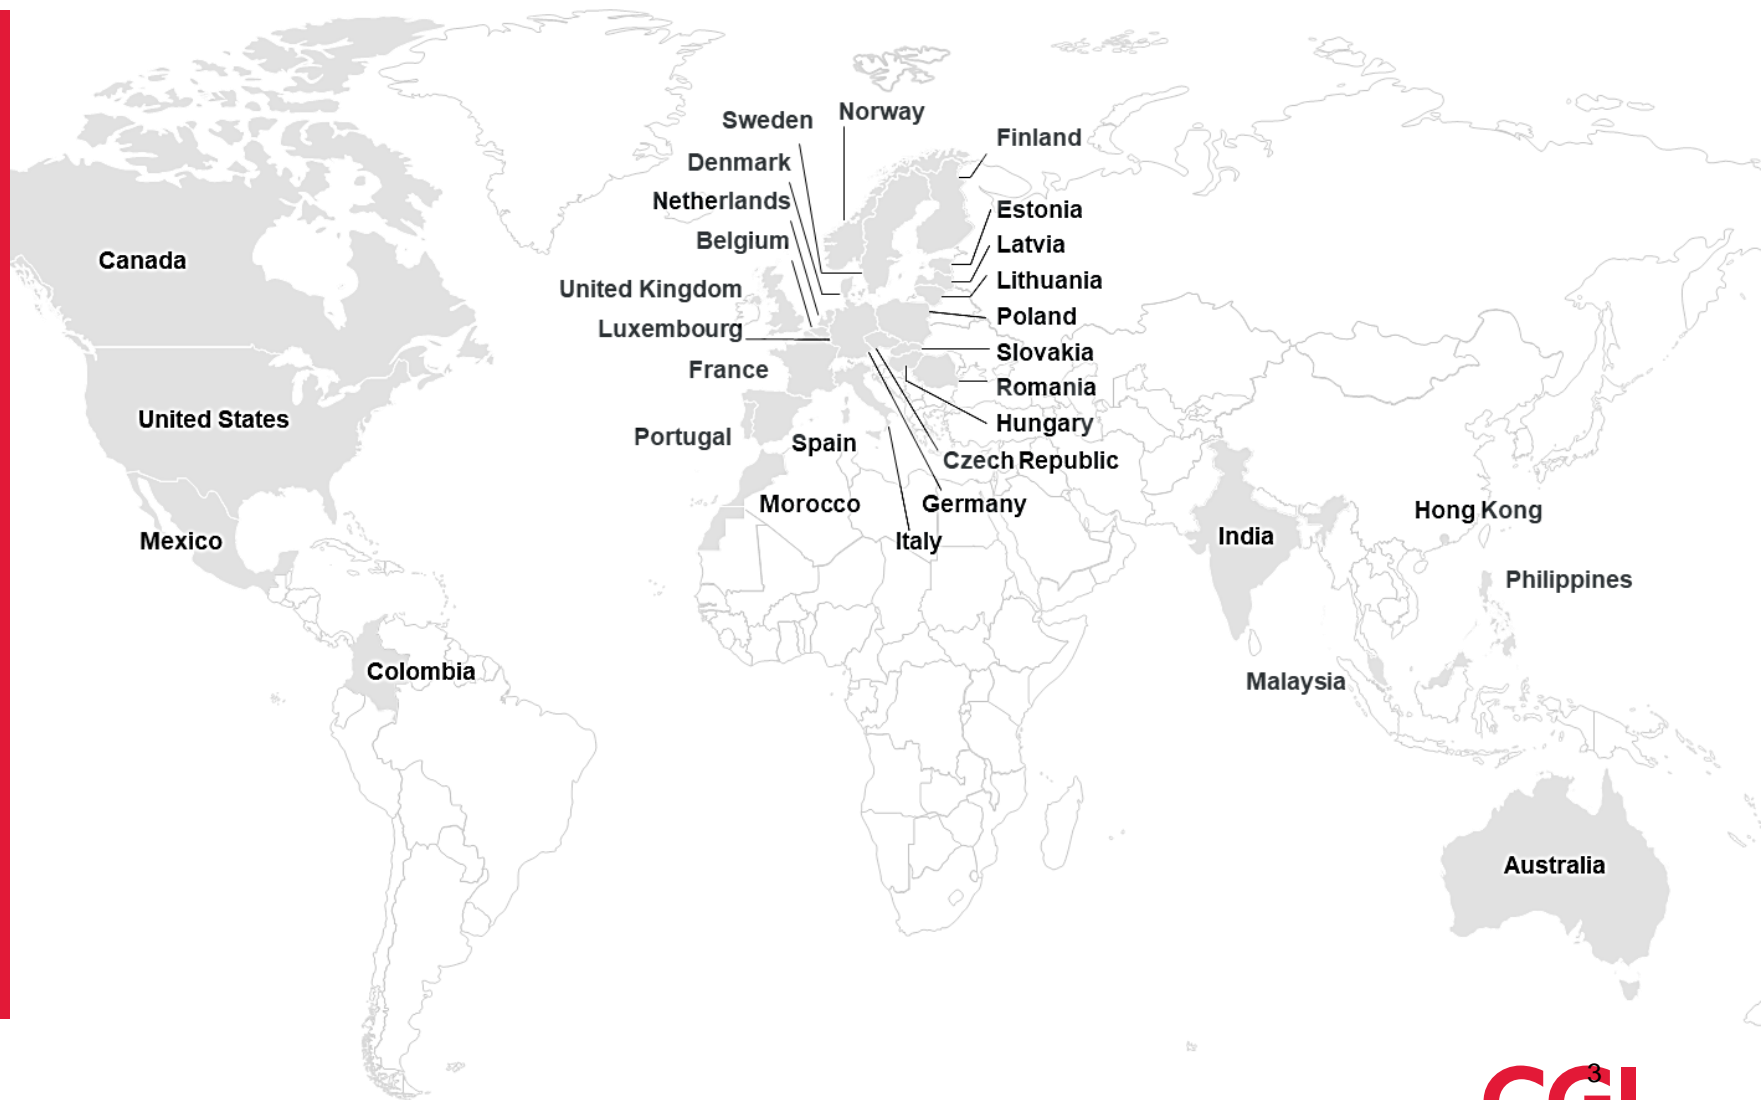 Norway
Sweden
Finland
Denmark
Netherlands
Estonia
Belgium
Latvia
Canada
Lithuania
United Kingdom
Poland
Luxembourg
Slovakia
France
Romania
United States
Hungary
Portugal
Spain
Czech Republic
Morocco
Germany
Hong Kong
India
Mexico
Italy
Philippines
Colombia
Malaysia
Australia
3
CGI